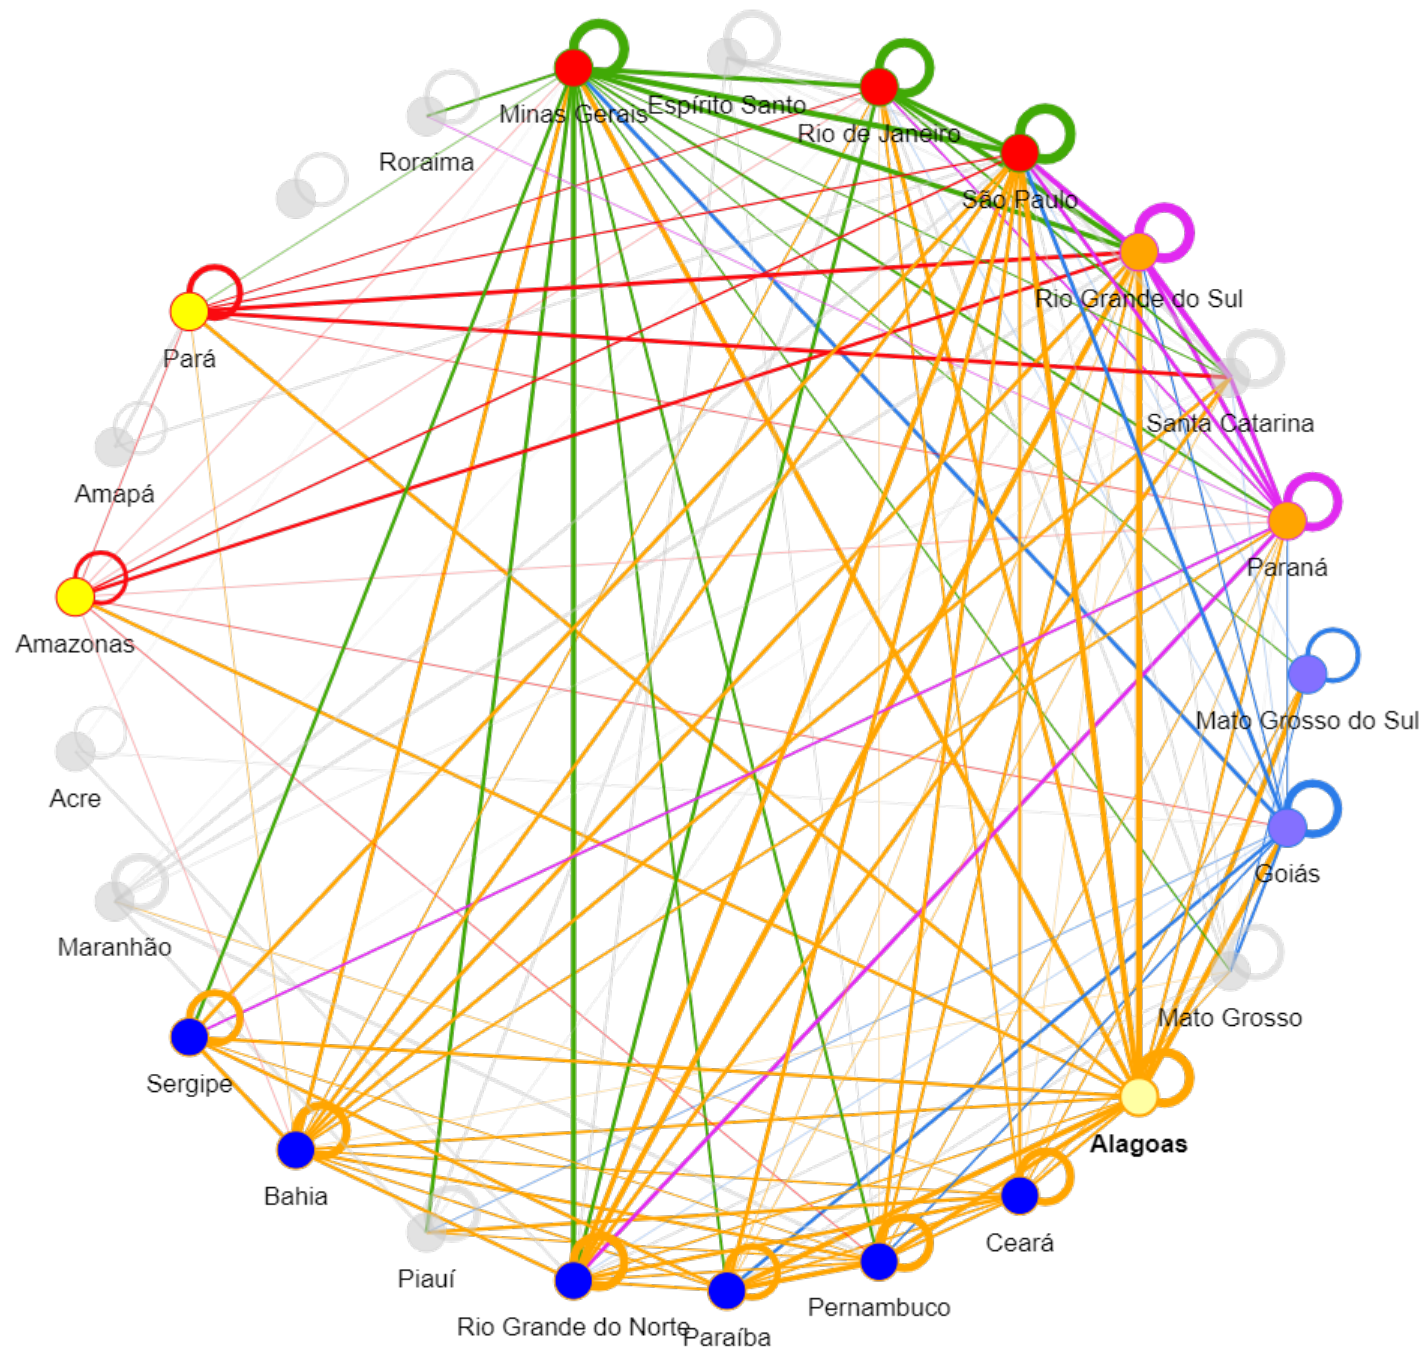 Minas Gerais
Espírito Santo
Rio de Janeiro
Roraima
São Paulo
Rio Grande do Sul
Pará
Santa Catarina
Amapá
Paraná
Amazonas
Mato Grosso do Sul
Acre
Goiás
Maranhão
Mato Grosso
Sergipe
Alagoas
Bahia
Ceará
Piauí
Pernambuco
Rio Grande do Norte
Paraíba